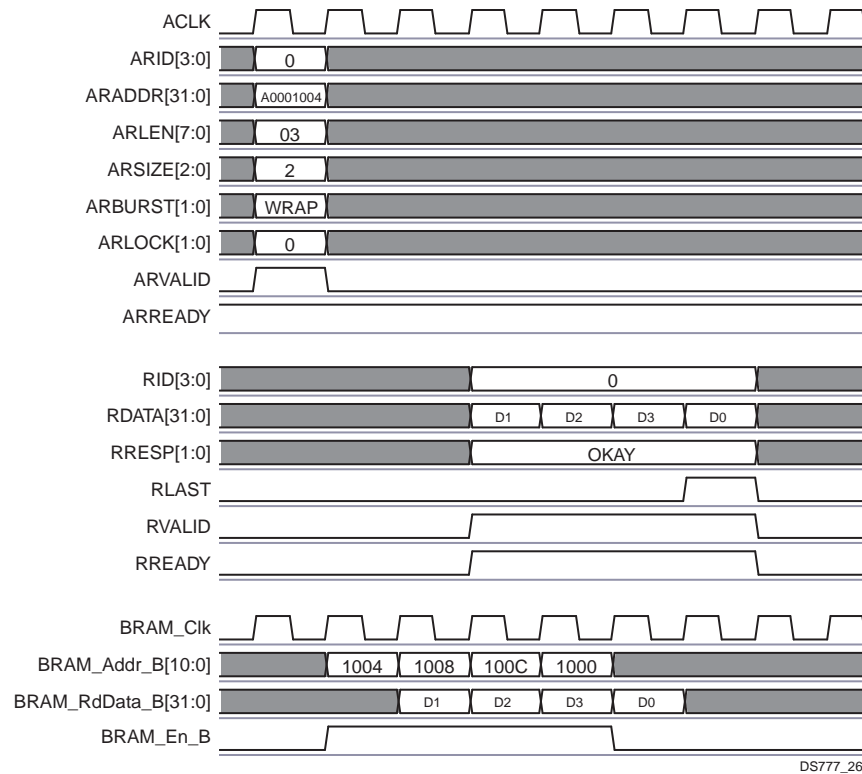 ACLK
ARID[3:0] 0
ARADDR[31:0] A0001004
ARLEN[7:0] 03
ARSIZE[2:0] 2
ARBURST[1:0] WRAP
ARLOCK[1:0] 0
ARVALID
ARREADY
RID[3:0] 0
RDATA[31:0] D1 D2 D3 D0
RRESP[1:0] OKAY
RLAST
RVALID
RREADY
BRAM_Clk
BRAM_Addr_B[10:0] 1004 1008 100C 1000
BRAM_RdData_B[31:0] D1 D2 D3 D0
BRAM_En_B
DS777_26